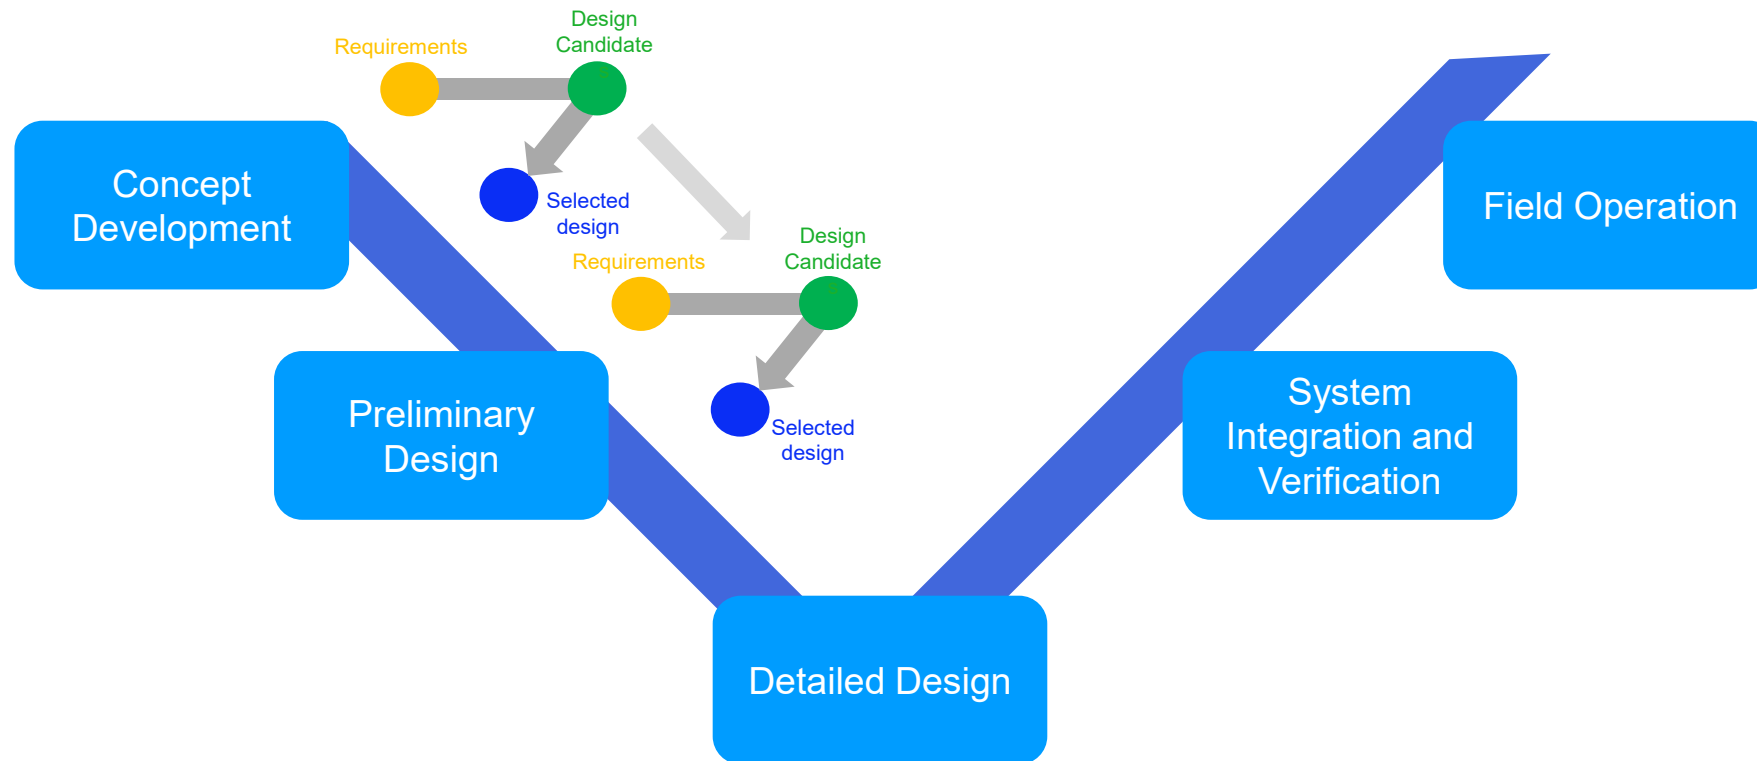 Design
Candidate
s
Requirements
Concept
Development
Selected
design
Field Operation
Design
Candidate
s
Requirements
Preliminary
Design
Selected
design
System
Integration and
Verification
Detailed Design